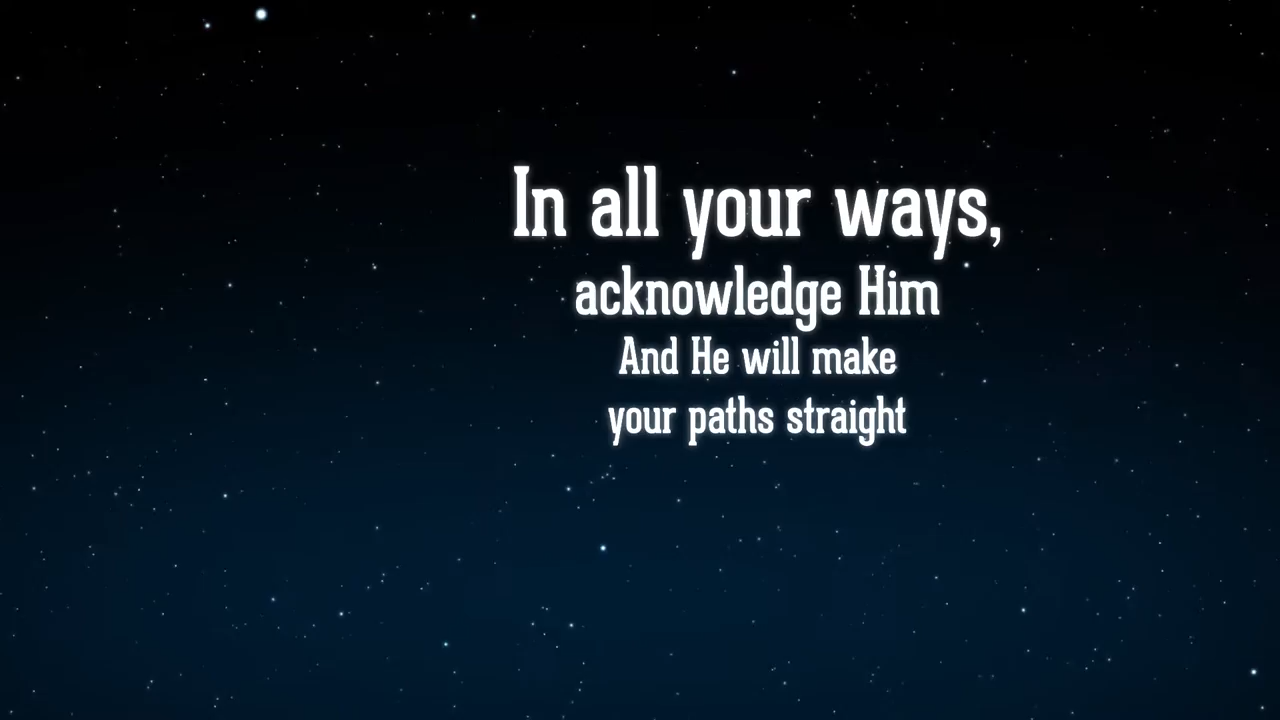 In all your ways,
acknowledge Him
And He will make
your paths straight